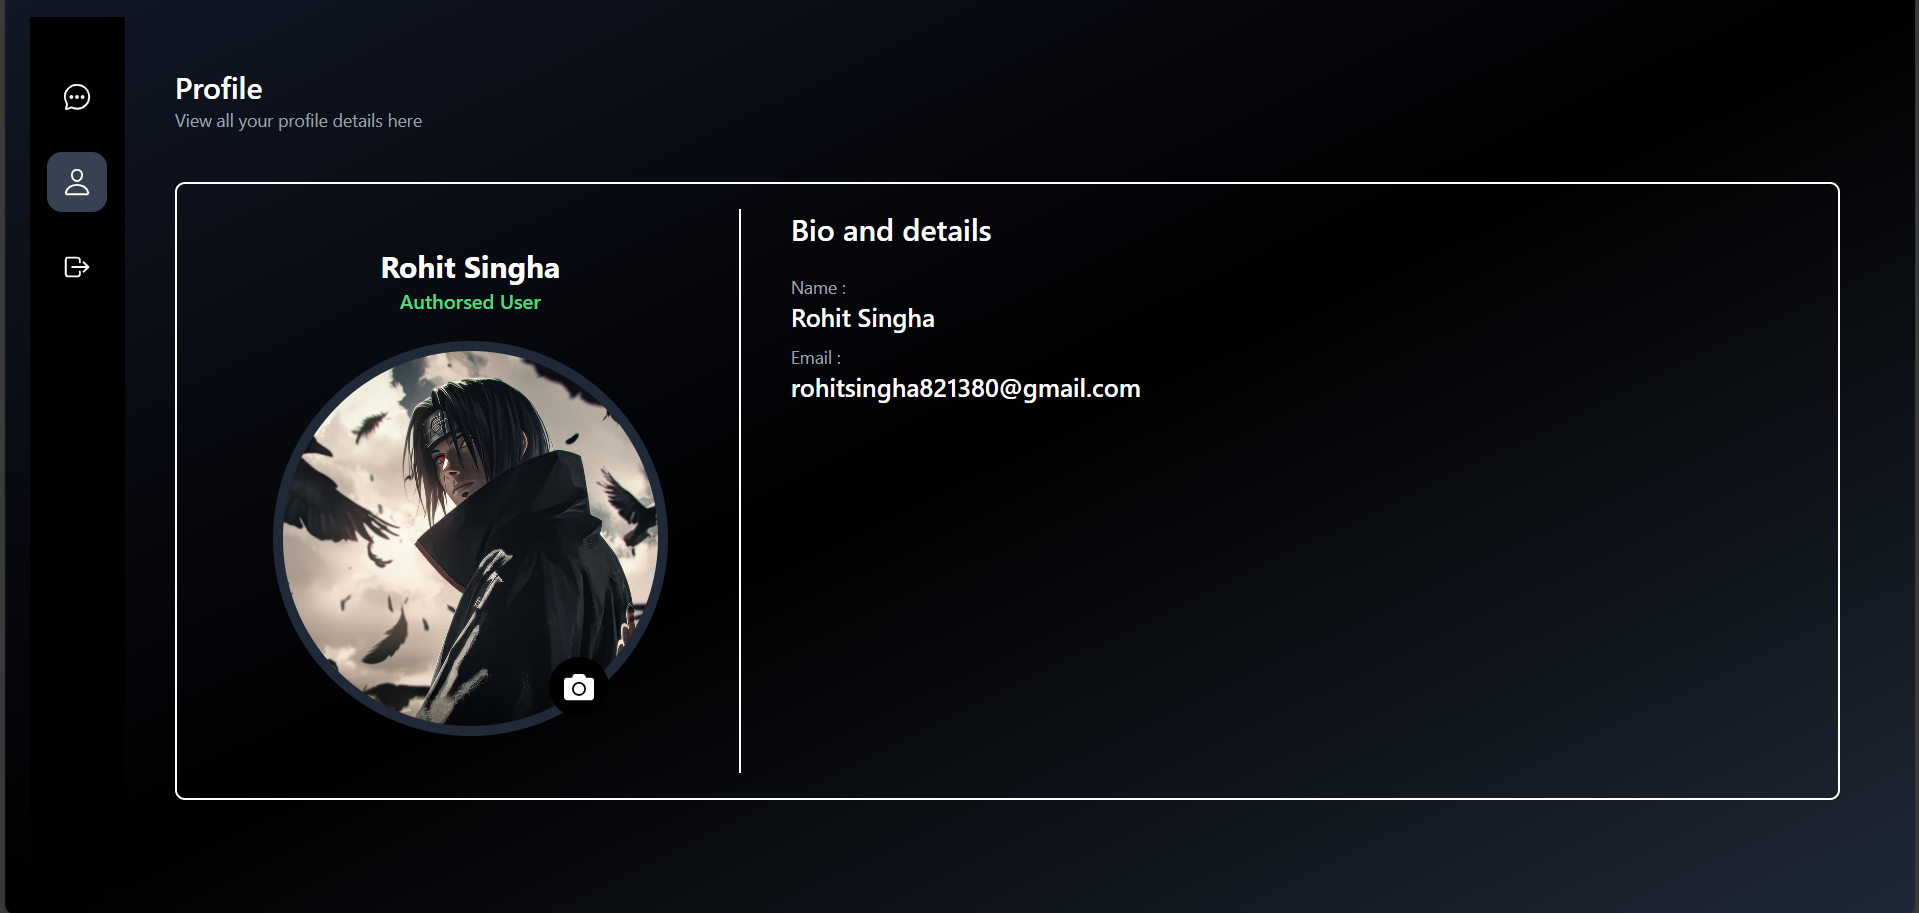 Profile
View all your profile details here
Rohit Singha
Authorsed User
Bio and details
Name :
Rohit Singha
Email :
rohitsingha821380@gmail.com